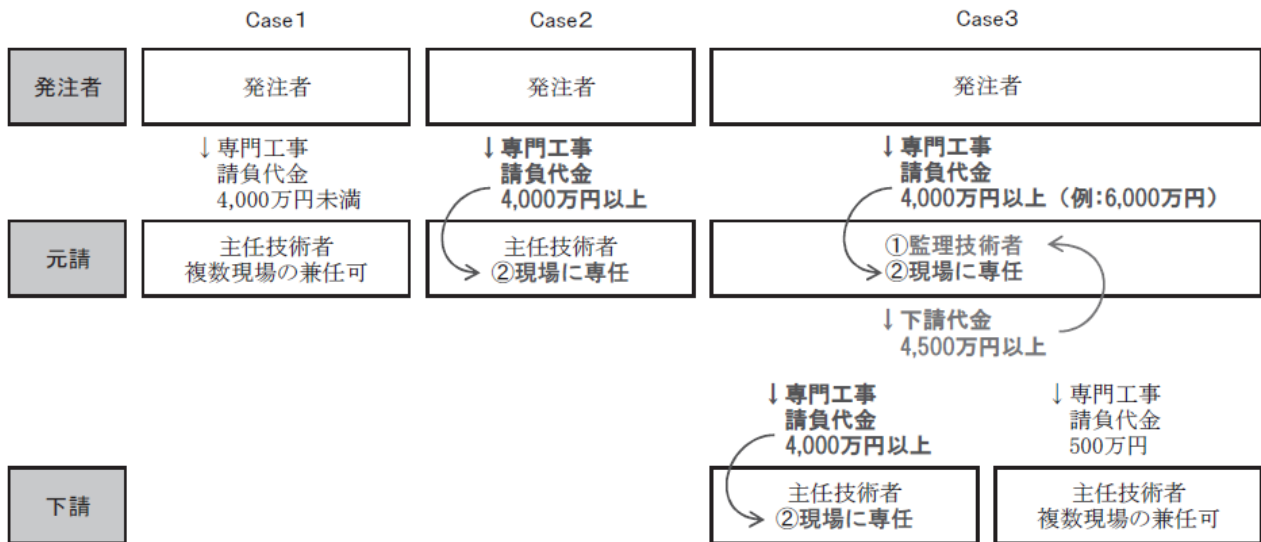 Case1
Case2
Case3
発注者
発注者
発注者
発注者
↓専門工事
請負代金
4,000万円未満
↓専門工事
請負代金
4,000万円以上
↓専門工事
請負代金
4,000万円以上（例：6,000万円）
元請
主任技術者
複数現場の兼任可
主任技術者
②現場に専任
①監理技術者
②現場に専任
↓下請代金
4,500万円以上
↓専門工事
請負代金
4,000万円以上
↓専門工事
請負代金
500万円
下請
主任技術者
②現場に専任
主任技術者
複数現場の兼任可